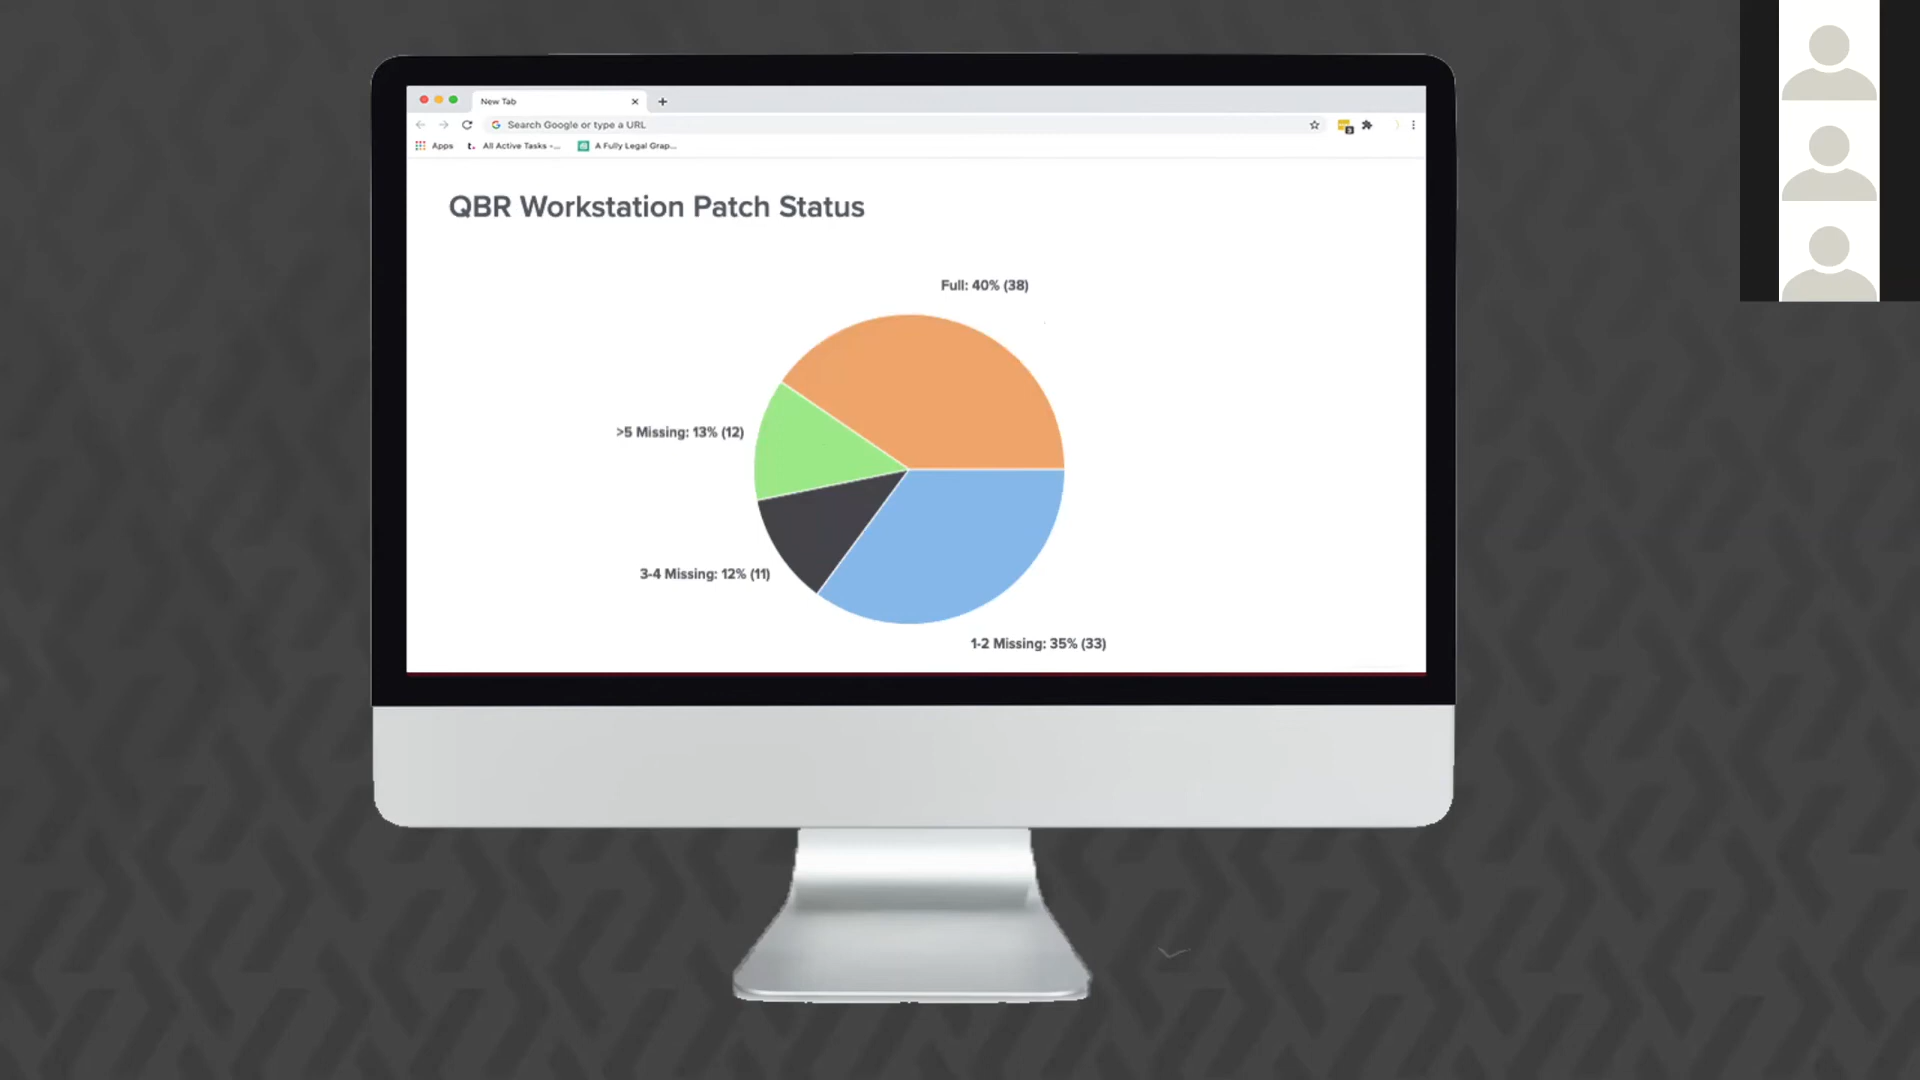 New Tab
Search Google or type a URL
Apps
All Active Tasks -...
A Fully Legal Grap...
QBR Workstation Patch Status
Full: 40% (38)
>5 Missing: 13% (12)
3-4 Missing: 12% (11)
1-2 Missing: 35% (33)